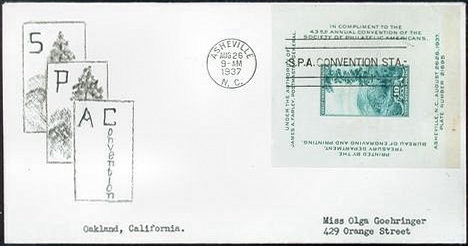 S
P
A
Convention
Oakland, California.
ASHEVILLE
AUG 26
9-AM
1937
N. C.
IN COMPLIMENT TO THE
43RD ANNUAL CONVENTION OF THE
SOCIETY OF PHILATELIC AMERICANS.
S.P.A. CONVENTION STA.
UNDER THE AUTHORITY OF
JAMES A. FARLEY, POSTMASTER GENERAL
10
PRINTED BY THE
TREASURY DEPARTMENT,
BUREAU OF ENGRAVING AND PRINTING.
ASHEVILLE, N.C., AUGUST 26-28, 1937.
PLATE NUMBER 21695
Miss Olga Goehringer
429 Orange Street